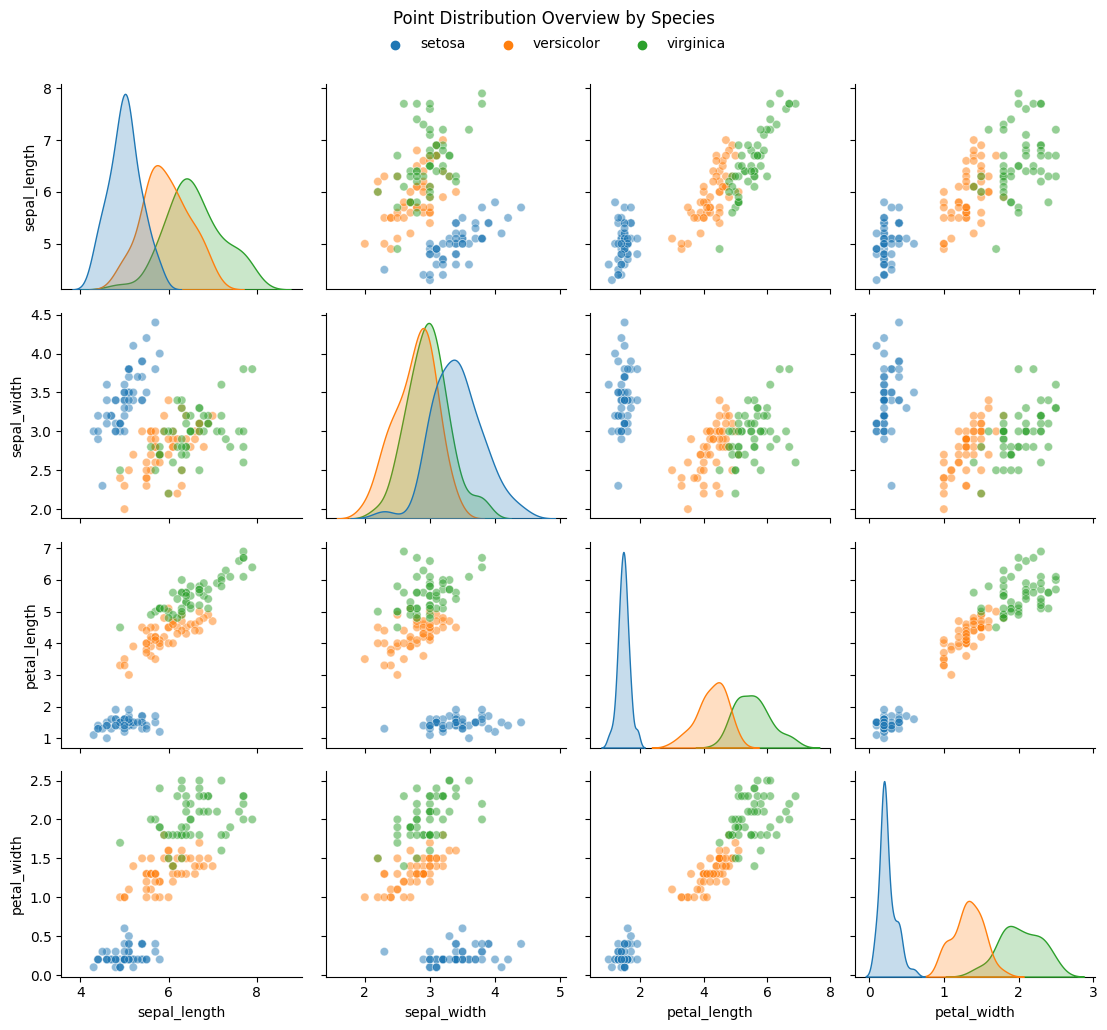 Point Distribution Overview by Species
setosa versicolor virginica
sepal_length
8
7
6
5
sepal_width
4.5
4.0
3.5
3.0
2.5
2.0
petal_length
7
6
5
4
3
2
1
petal_width
2.5
2.0
1.5
1.0
0.5
0.0
4 6 8 2 3 4 5 2 4 6 8 0 1 2 3
sepal_length sepal_width petal_length petal_width